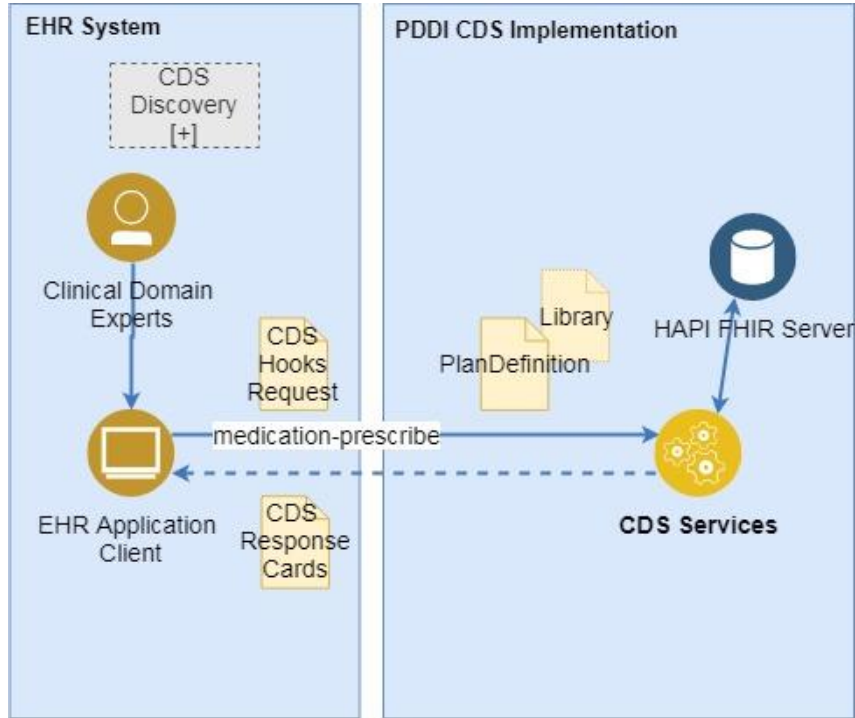 EHR System
PDDI CDS Implementation
CDS
Discovery
[+]
Clinical Domain
Experts
CDS
Hooks
Request
Library
PlanDefinition
HAPI FHIR Server
medication-prescribe
EHR Application
Client
CDS
Response
Cards
CDS Services